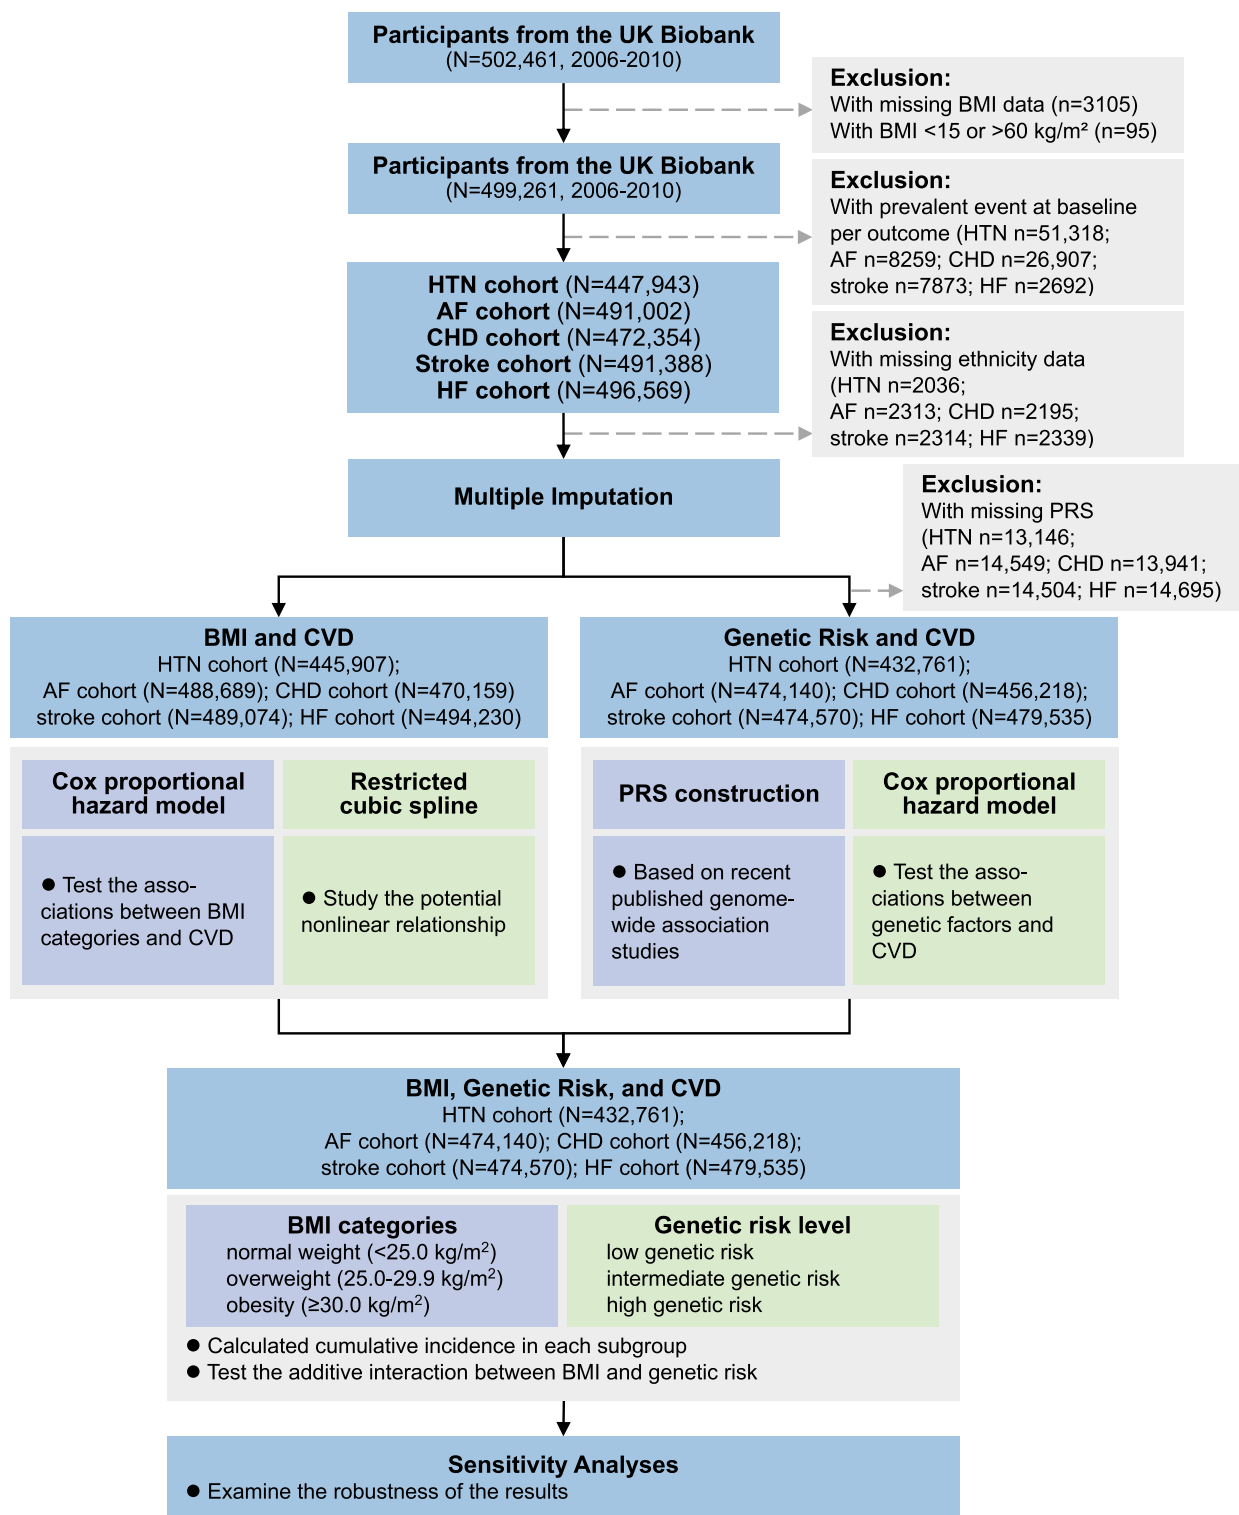 Participants from the UK Biobank
(N=502,461, 2006-2010)
Exclusion:
With missing BMI data (n=3105)
With BMI <15 or >60 kg/m² (n=95)
Participants from the UK Biobank
(N=499,261, 2006-2010)
Exclusion:
With prevalent event at baseline
per outcome (HTN n=51,318;
AF n=8259; CHD n=26,907;
stroke n=7873; HF n=2692)
HTN cohort (N=447,943)
AF cohort (N=491,002)
CHD cohort (N=472,354)
Stroke cohort (N=491,388)
HF cohort (N=496,569)
Exclusion:
With missing ethnicity data
(HTN n=2036;
AF n=2313; CHD n=2195;
stroke n=2314; HF n=2339)
Multiple Imputation
Exclusion:
With missing PRS
(HTN n=13,146;
AF n=14,549; CHD n=13,941;
stroke n=14,504; HF n=14,695)
BMI and CVD
HTN cohort (N=445,907);
AF cohort (N=488,689); CHD cohort (N=470,159)
stroke cohort (N=489,074); HF cohort (N=494,230)
Genetic Risk and CVD
HTN cohort (N=432,761);
AF cohort (N=474,140); CHD cohort (N=456,218);
stroke cohort (N=474,570); HF cohort (N=479,535)
Cox proportional
hazard model
● Test the asso-
ciations between BMI
categories and CVD
Restricted
cubic spline
● Study the potential
nonlinear relationship
PRS construction
● Based on recent
published genome-
wide association
studies
Cox proportional
hazard model
● Test the asso-
ciations between
genetic factors and
CVD
BMI, Genetic Risk, and CVD
HTN cohort (N=432,761);
AF cohort (N=474,140); CHD cohort (N=456,218);
stroke cohort (N=474,570); HF cohort (N=479,535)
BMI categories
normal weight (<25.0 kg/m²)
overweight (25.0-29.9 kg/m²)
obesity (≥30.0 kg/m²)
Genetic risk level
low genetic risk
intermediate genetic risk
high genetic risk
● Calculated cumulative incidence in each subgroup
● Test the additive interaction between BMI and genetic risk
Sensitivity Analyses
● Examine the robustness of the results